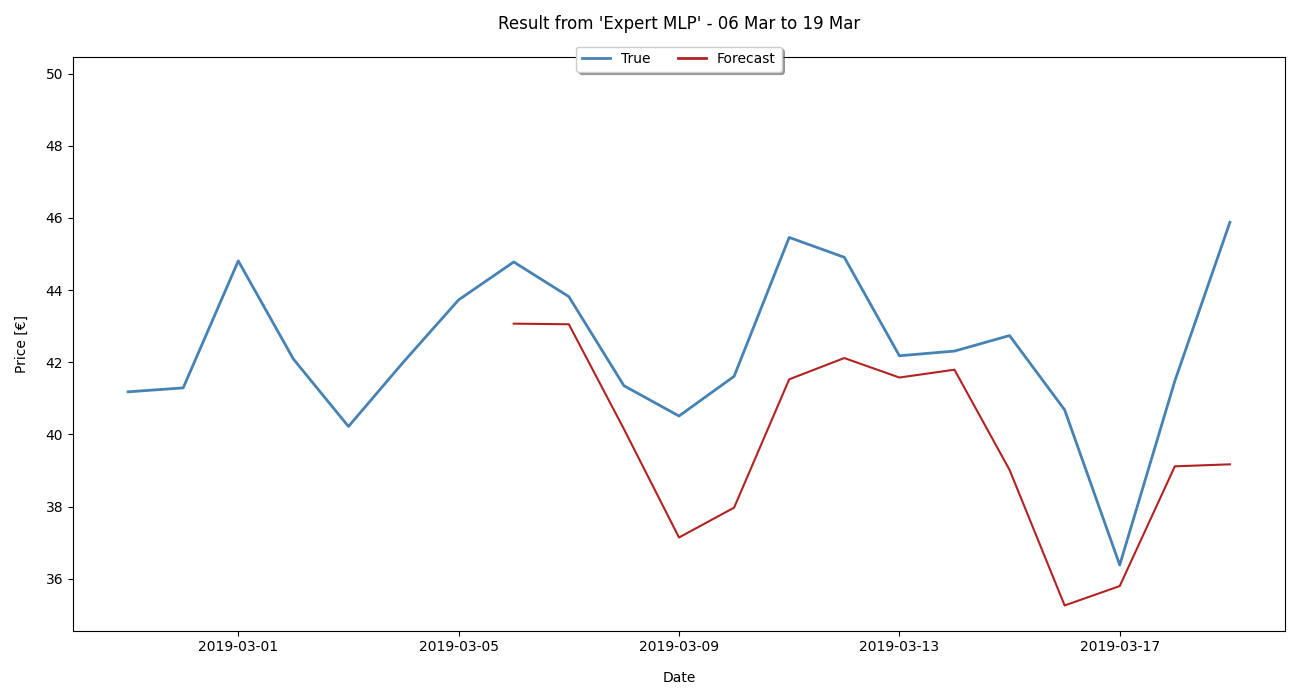 Result from 'Expert MLP' - 06 Mar to 19 Mar
True Forecast
50
48
46
44
42
40
38
36
Price [€]
2019-03-01 2019-03-05 2019-03-09 2019-03-13 2019-03-17
Date